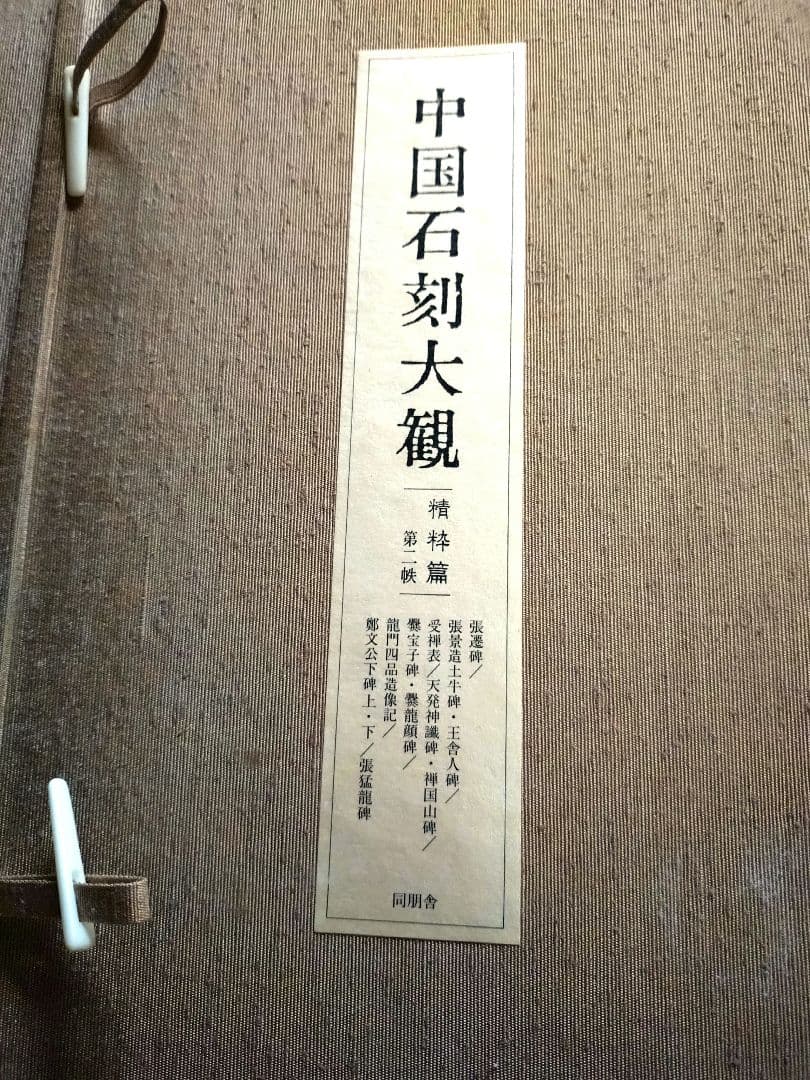 中国石刻大観
精粋篇
第二帙
張遷碑／
張景造土牛碑・王舎人碑／
受禅表／天発神讖碑・禅国山碑／
爨宝子碑・爨龍顔碑／
龍門四品造像記／
鄭文公下碑 上・下／張猛龍碑
同朋舎